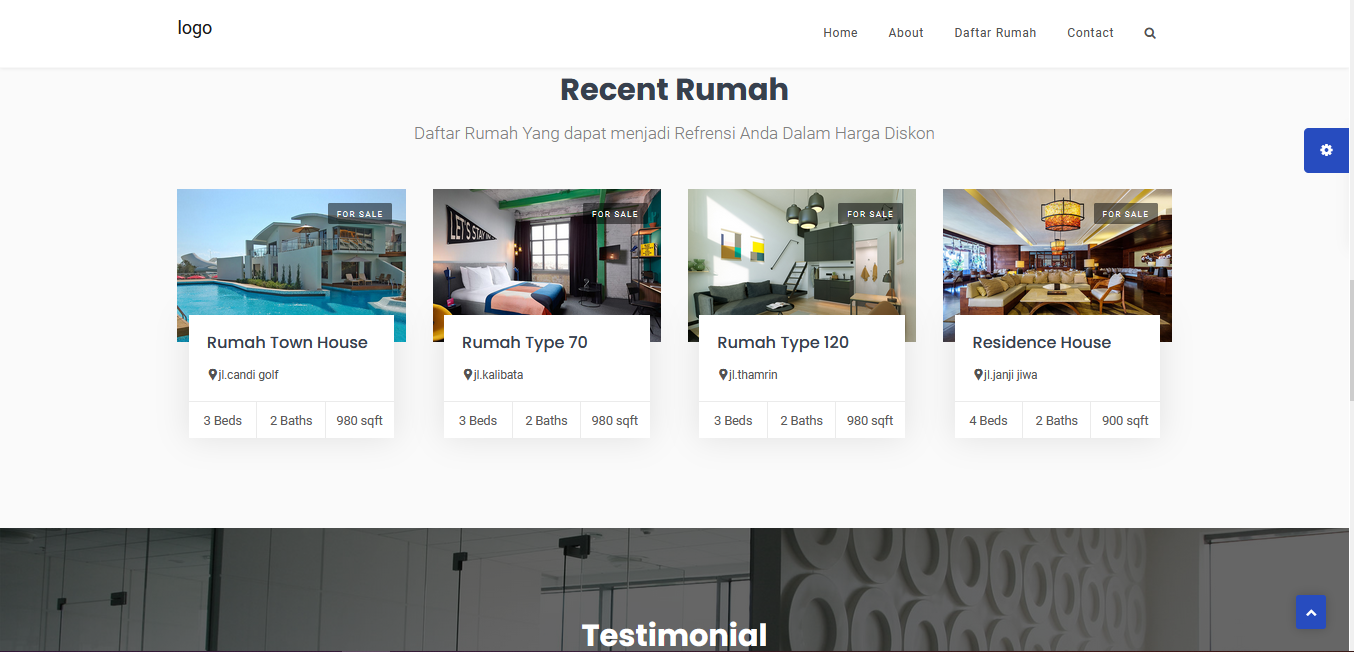 logo
Home About Daftar Rumah Contact
Recent Rumah
Daftar Rumah Yang dapat menjadi Refrensi Anda Dalam Harga Diskon
FOR SALE
LET'S STAY IN
FOR SALE
FOR SALE
FOR SALE
Rumah Town House
jl.candi golf
3 Beds 2 Baths 980 sqft
Rumah Type 70
jl.kalibata
3 Beds 2 Baths 980 sqft
Rumah Type 120
jl.thamrin
3 Beds 2 Baths 980 sqft
Residence House
jl.janji jiwa
4 Beds 2 Baths 900 sqft
Testimonial